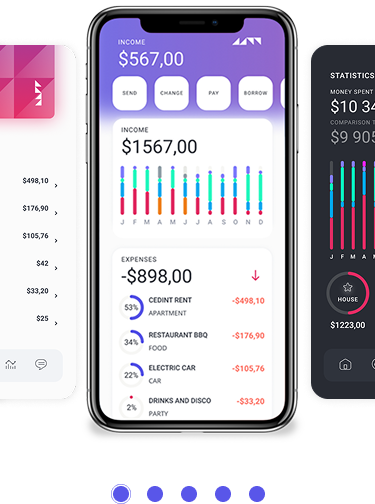 $498,10
$176,90
$105,76
$42
$33,20
$25
INCOME
$567,00
SEND
CHANGE
PAY
BORROW
INCOME
$1567,00
J F M A M J J A S O N D
EXPENSES
-$898,00
53% CEDINT RENT -$498,10
APARTMENT
34% RESTAURANT BBQ -$176,90
FOOD
22% ELECTRIC CAR -$105,76
CAR
2% DRINKS AND DISCO -$33,20
PARTY
STATISTICS
MONEY SPENT
$10 34
COMPARISON T
$9 905
J F M A M
HOUSE
$1223,00